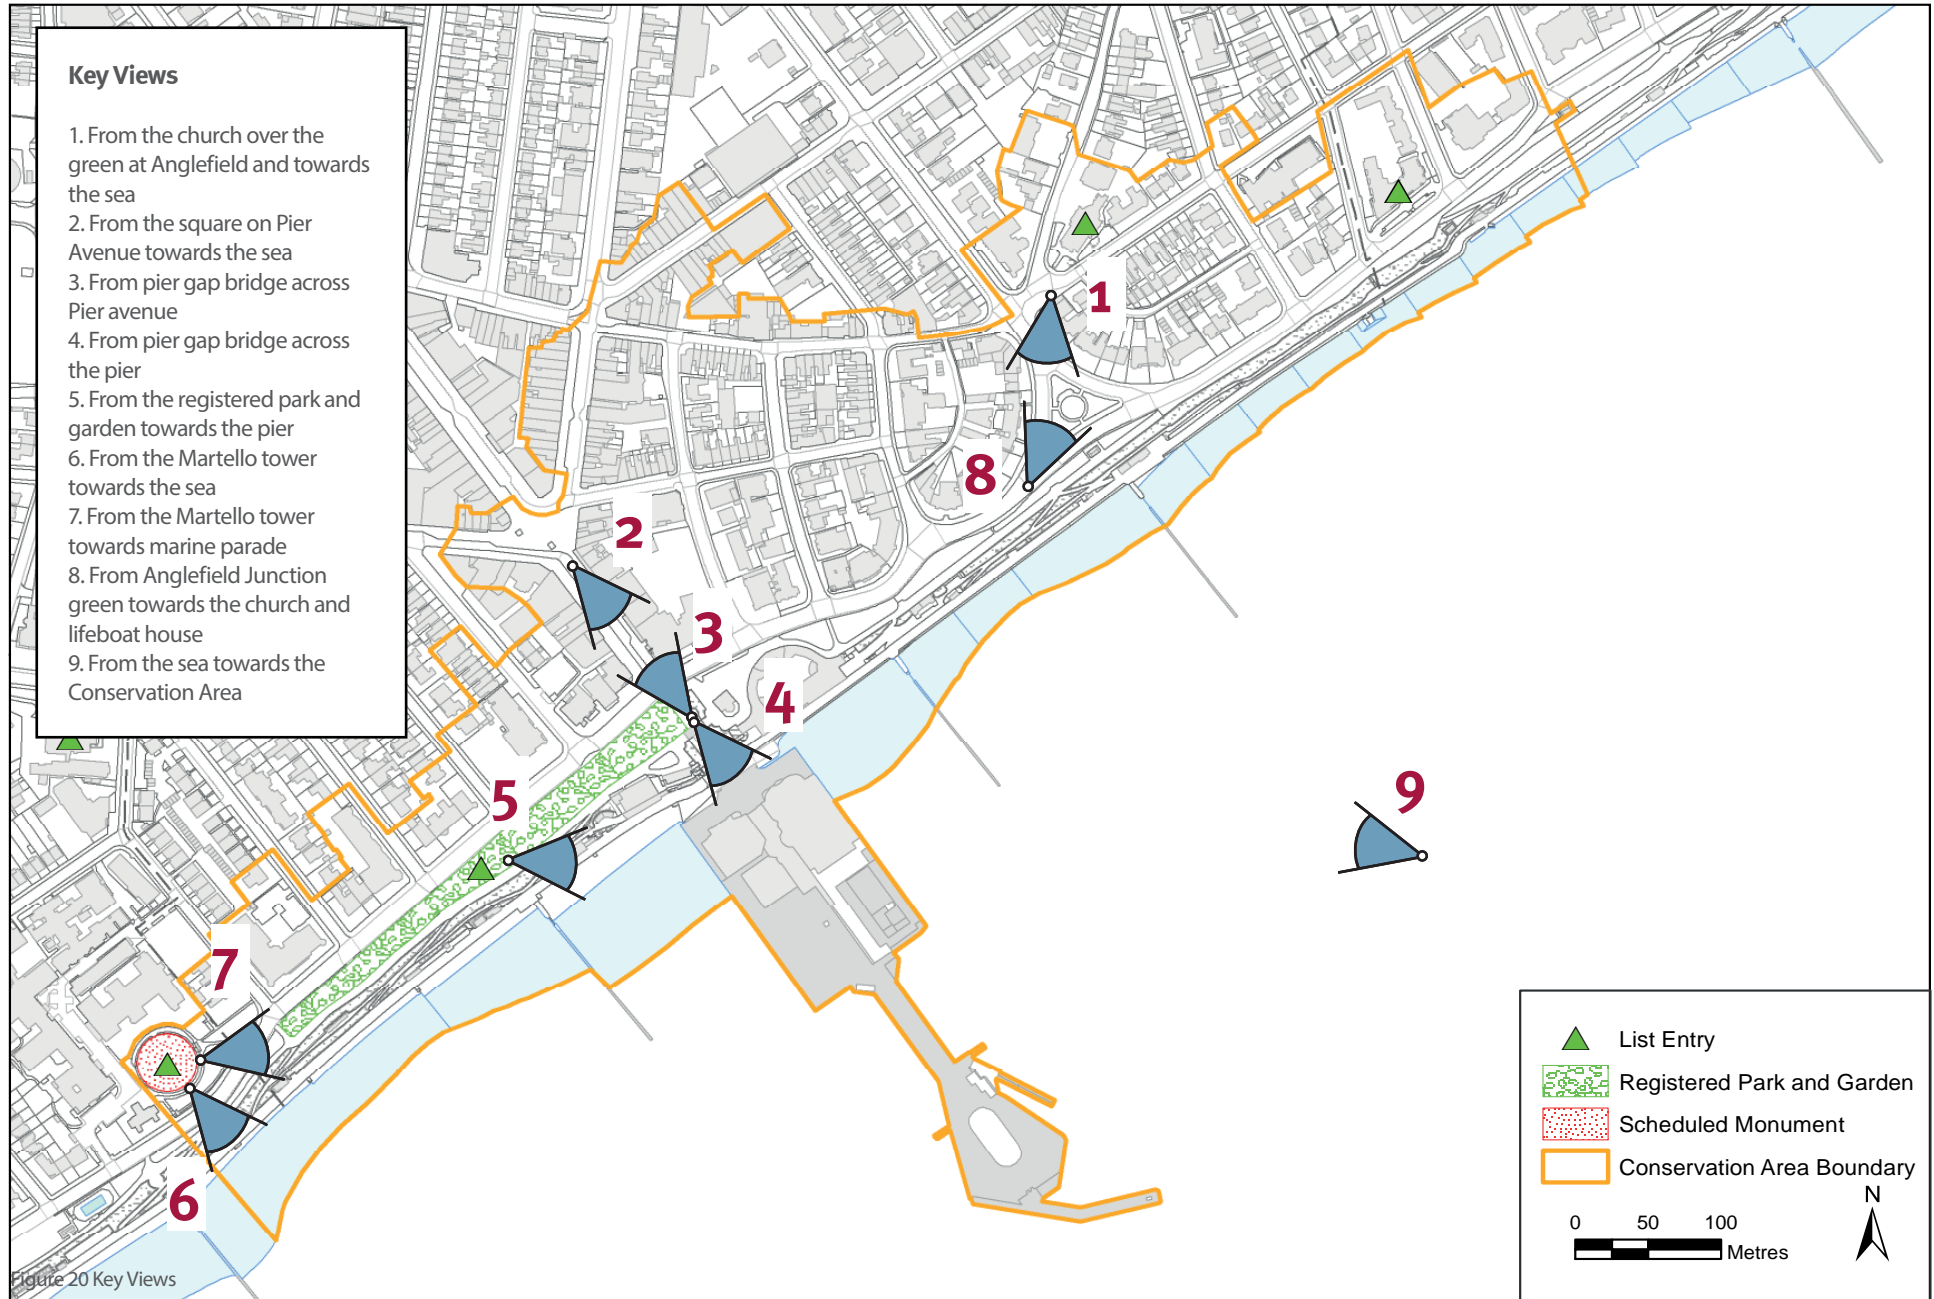 Key Views
1. From the church over the
green at Anglefield and towards
the sea
2. From the square on Pier
Avenue towards the sea
3. From pier gap bridge across
Pier avenue
4. From pier gap bridge across
the pier
5. From the registered park and
garden towards the pier
6. From the Martello tower
towards the sea
7. From the Martello tower
towards marine parade
8. From Anglefield Junction
green towards the church and
lifeboat house
9. From the sea towards the
Conservation Area
1
8
2
3
4
5
9
7
6
List Entry
Registered Park and Garden
Scheduled Monument
Conservation Area Boundary
N
0 50 100
Metres
Figure 20 Key Views